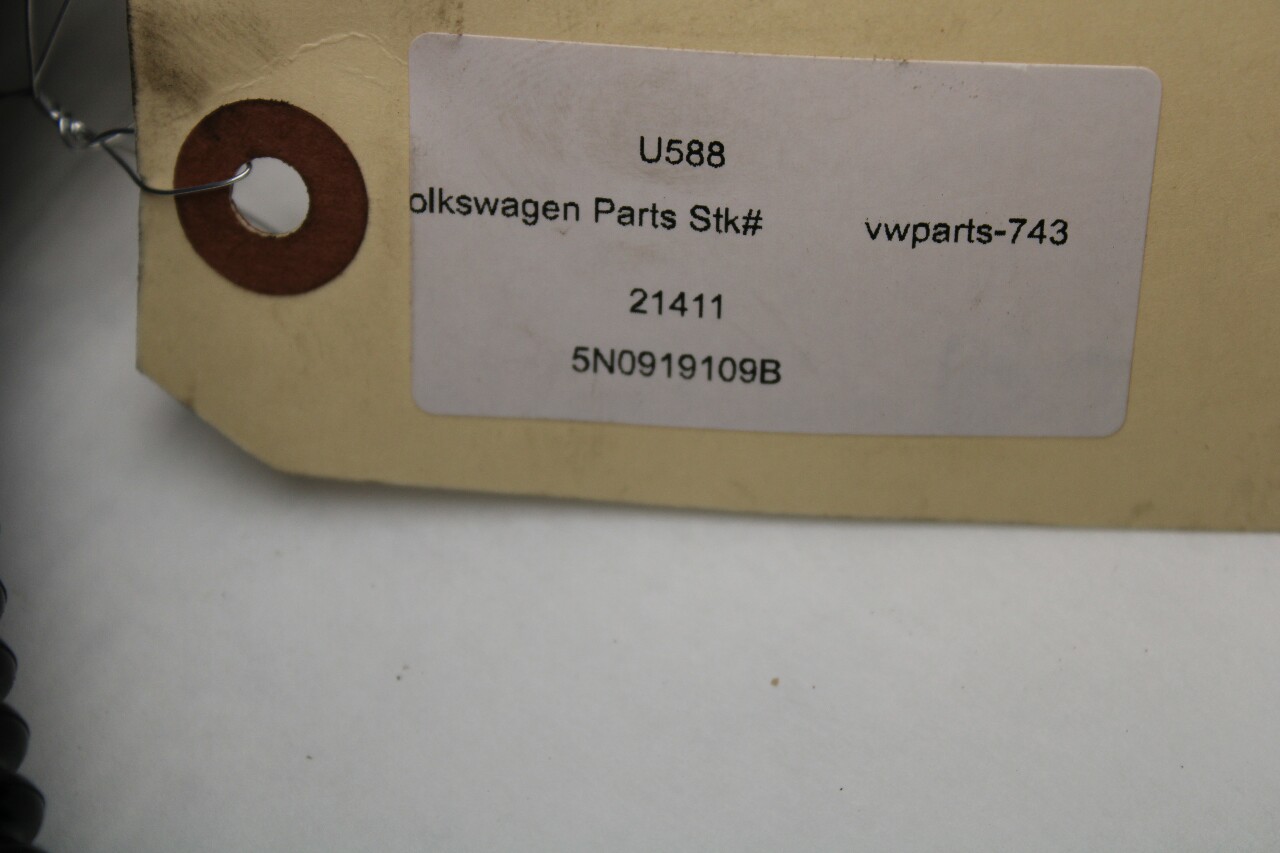 U588
olkswagen Parts Stk# vwparts-743
21411
5N0919109B